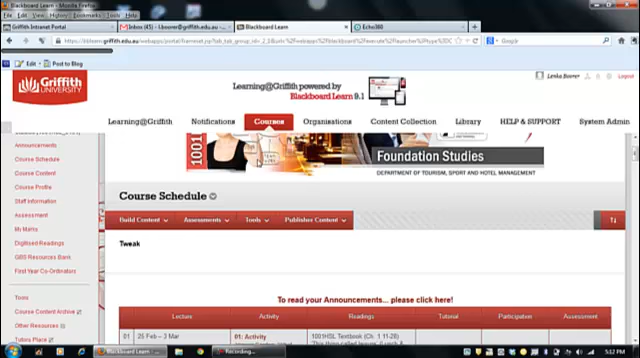 Mozilla Firefox
File Edit View History Bookmarks Tools Help
Griffith Intranet Portal
Inbox (45)
Blackboard Learn
Echo360
Google
Edit
Post to Blog
Griffith
UNIVERSITY
Learning@Griffith powered by
Blackboard Learn 9.1
Logout
Learning@Griffith Notifications Courses Organisations Content Collection Library HELP & SUPPORT System Admin
1001
Foundation Studies
DEPARTMENT OF TOURISM, SPORT AND HOTEL MANAGEMENT
Announcements
Course Schedule
Course Content
Course Profile
Staff Information
Assessment
My Marks
Digitised Readings
GBS Resources Bank
First Year Co-Ordinators
Tools
Course Content Archive
Other Resources
Tutors Place
Course Schedule
Build Content Assessments Tools Publisher Content
Tweak
To read your Announcements... please click here!
Lecture Activity Readings Tutorial Participation Assessment
01 26 Feb – 3 Mar 01: Activity 1001HSL Textbook (Ch. 1 11-28)
Blackboard Learn
Recording...
5:12 PM